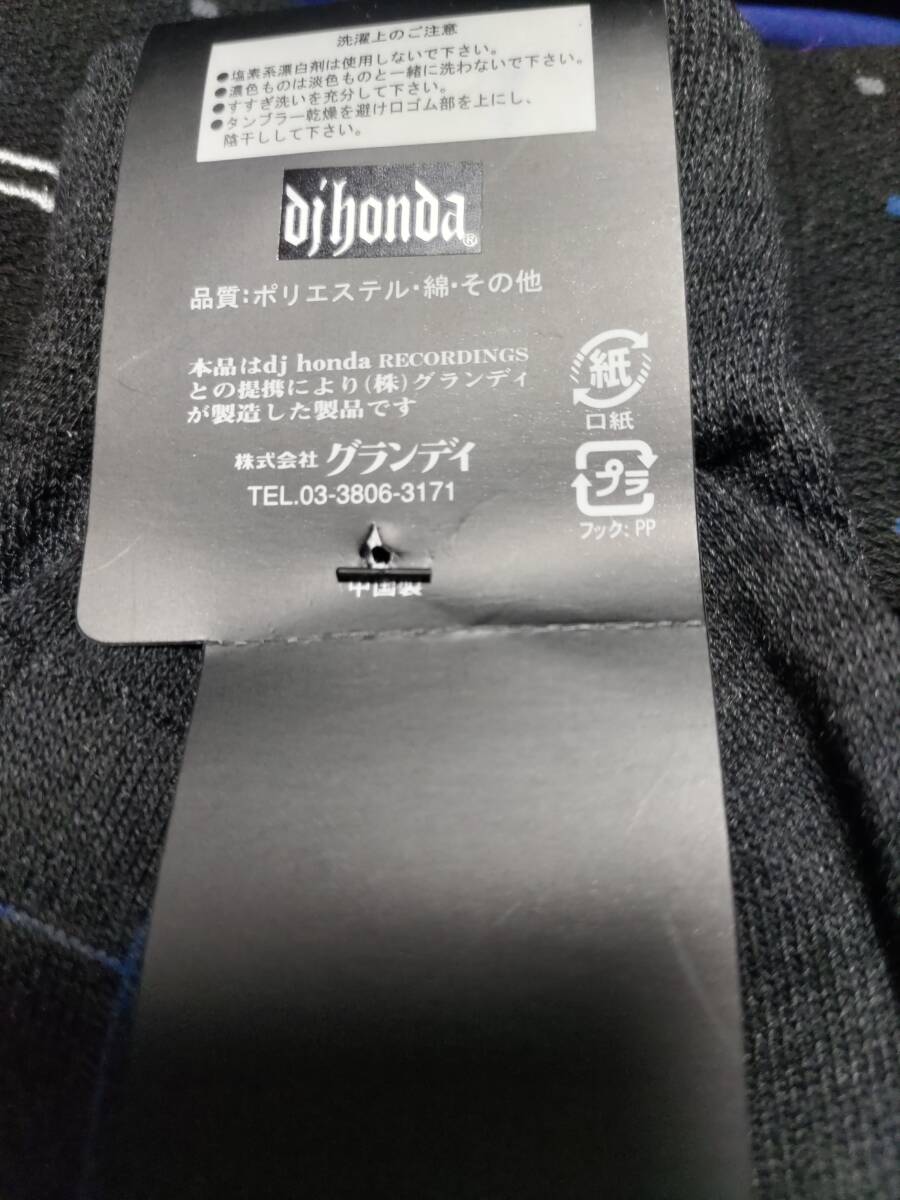 洗濯上のご注意
●塩素系漂白剤は使用しないで下さい。
●濃色ものは淡色ものと一緒に洗わないで下さい。
●すすぎ洗いを充分して下さい。
●タンブラー乾燥を避け口ゴム部を上にし、
陰干しして下さい。
dj honda®
品質:ポリエステル・綿・その他
本品はdj honda RECORDINGS
との提携により(株)グランディ
が製造した製品です
紙
口紙
株式会社 グランディ
TEL.03-3806-3171
プラ
フック: PP
中国製